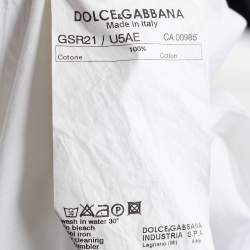 DOLCE&GABBANA
Made in Italy
GSR21 / U5AE CA 00985
100%
Cotone Cotton
wash in water 30°
bleach
iron
cleaning
tumbler
DOLCE&GABBANA
INDUSTRIA S.P.A.
Legnano (MI)